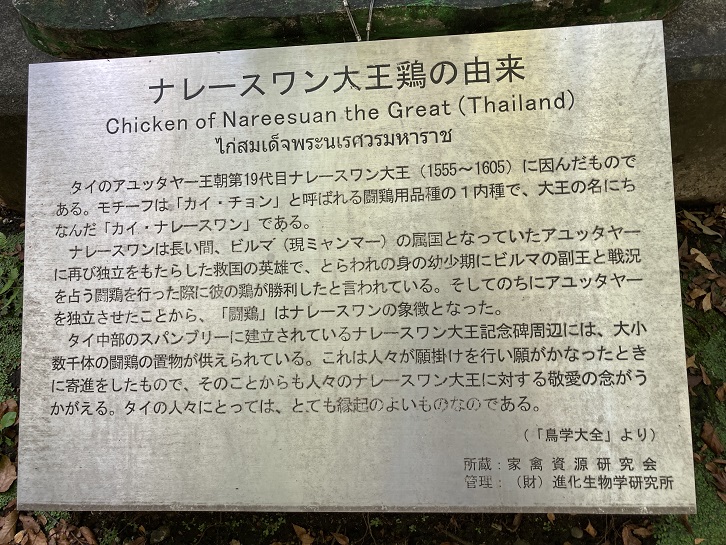 ナレースワン大王鶏の由来
Chicken of Nareesuan the Great (Thailand)
ไก่สมเด็จพระนเรศวรมหาราช
タイのアユッタヤー王朝第19代目ナレースワン大王（1555～1605）に因んだもので
ある。モチーフは「カイ・チョン」と呼ばれる闘鶏用品種の１内種で、大王の名にち
なんだ「カイ・ナレースワン」である。
ナレースワンは長い間、ビルマ（現ミャンマー）の属国となっていたアユッタヤー
に再び独立をもたらした救国の英雄で、とらわれの身の幼少期にビルマの副王と戦況
を占う闘鶏を行った際に彼の鶏が勝利したと言われている。そしてのちにアユッタヤー
を独立させたことから、「闘鶏」はナレースワンの象徴となった。
タイ中部のスパンブリーに建立されているナレースワン大王記念碑周辺には、大小
数千体の闘鶏の置物が供えられている。これは人々が願掛けを行い願がかなったとき
に寄進をしたもので、そのことからも人々のナレースワン大王に対する敬愛の念がう
かがえる。タイの人々にとっては、とても縁起のよいものなのである。
（「鳥学大全」より）
所蔵：家禽資源研究会
管理：（財）進化生物学研究所